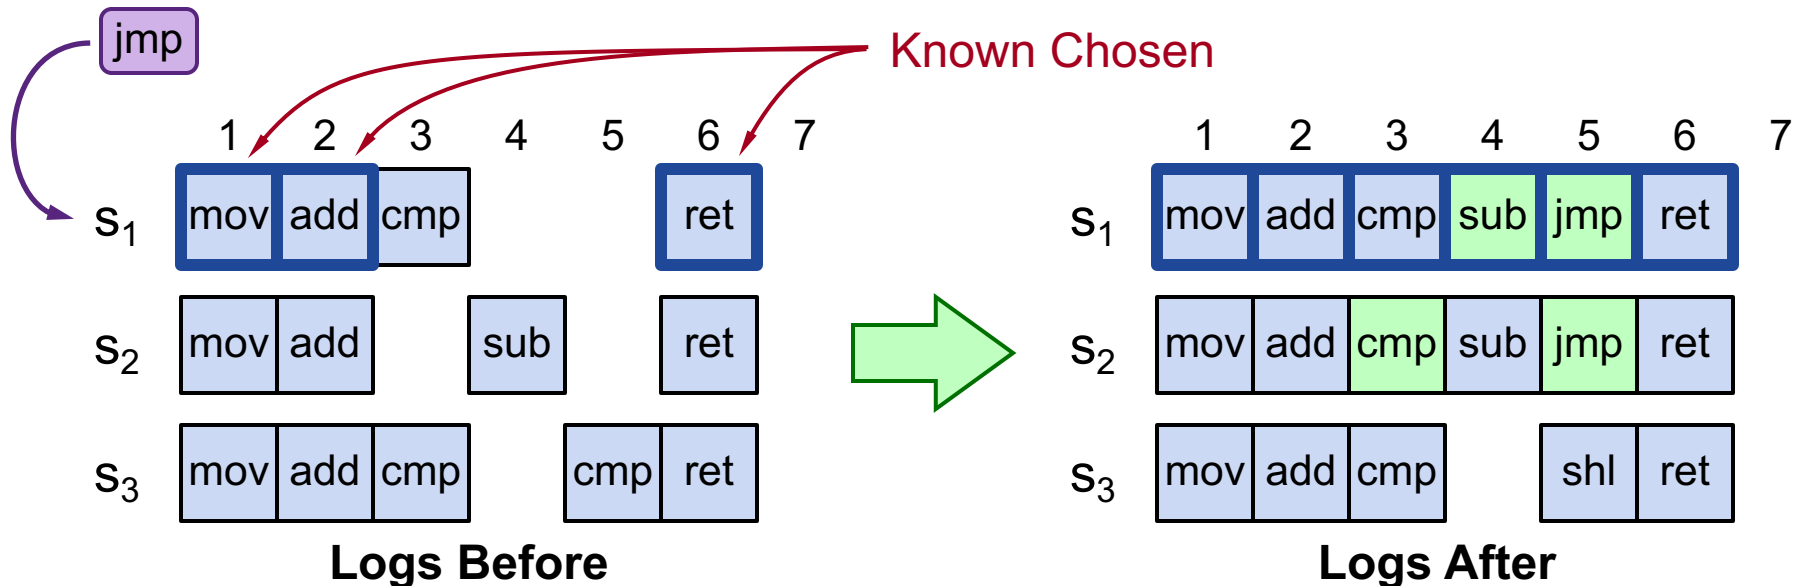 jmp
Known Chosen
1 2 3 4 5 6 7
s1 mov add cmp ret
s2 mov add sub ret
s3 mov add cmp cmp ret
Logs Before
1 2 3 4 5 6 7
s1 mov add cmp sub jmp ret
s2 mov add cmp sub jmp ret
s3 mov add cmp shl ret
Logs After